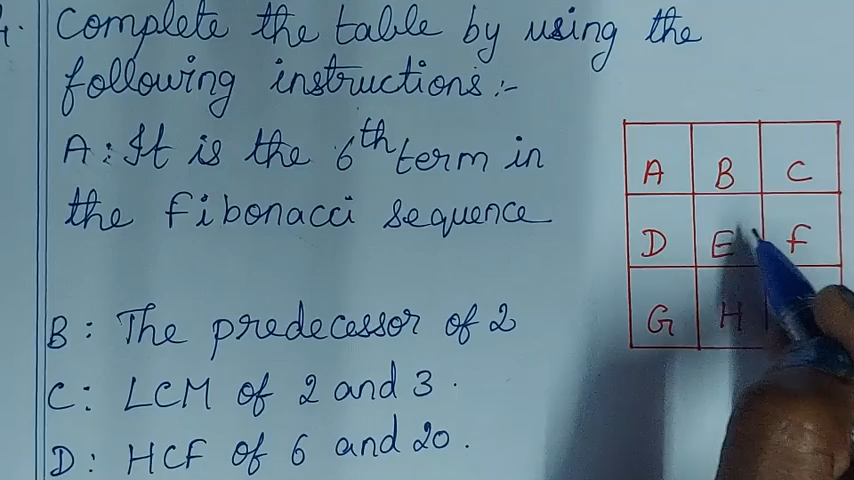 4.
Complete the table by using the
following instructions :-
A: It is the 6th term in
the fibonacci sequence
B: The predecessor of 2
C: LCM of 2 and 3.
D: HCF of 6 and 20.
A B C
D E F
G H